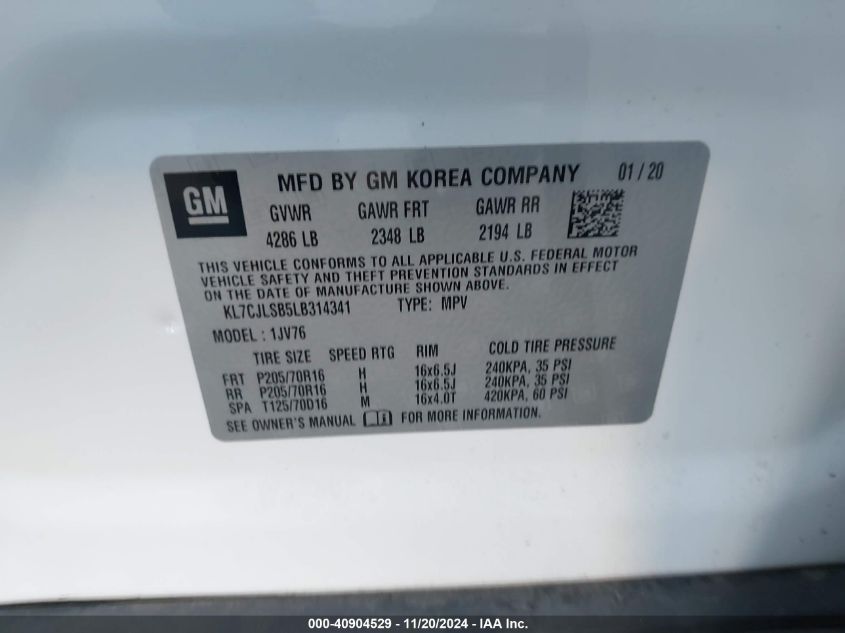 GM
MFD BY GM KOREA COMPANY 01 / 20
GVWR GAWR FRT GAWR RR
4286 LB 2348 LB 2194 LB
THIS VEHICLE CONFORMS TO ALL APPLICABLE U.S. FEDERAL MOTOR
VEHICLE SAFETY AND THEFT PREVENTION STANDARDS IN EFFECT
ON THE DATE OF MANUFACTURE SHOWN ABOVE.
KL7CJLSB5LB314341 TYPE: MPV
MODEL : 1JV76
TIRE SIZE SPEED RTG RIM COLD TIRE PRESSURE
FRT P205/70R16 H 16x6.5J 240KPA, 35 PSI
RR P205/70R16 H 16x6.5J 240KPA, 35 PSI
SPA T125/70D16 M 16x4.0T 420KPA, 60 PSI
SEE OWNER'S MANUAL FOR MORE INFORMATION.
000-40904529 - 11/20/2024 - IAA Inc.